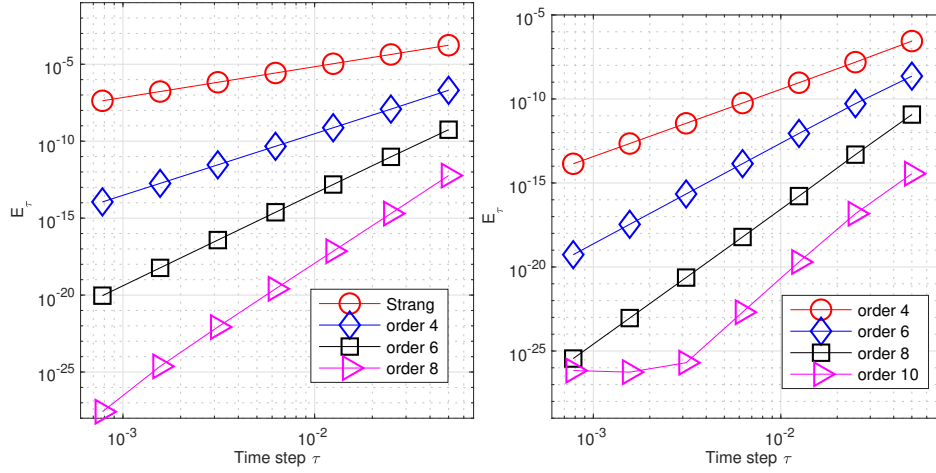 10^-5
10^-10
10^-15
10^-20
10^-25
E_τ
10^-3
10^-2
Time step τ
Strang
order 4
order 6
order 8
10^-5
10^-10
10^-15
10^-20
10^-25
E_τ
10^-3
10^-2
Time step τ
order 4
order 6
order 8
order 10